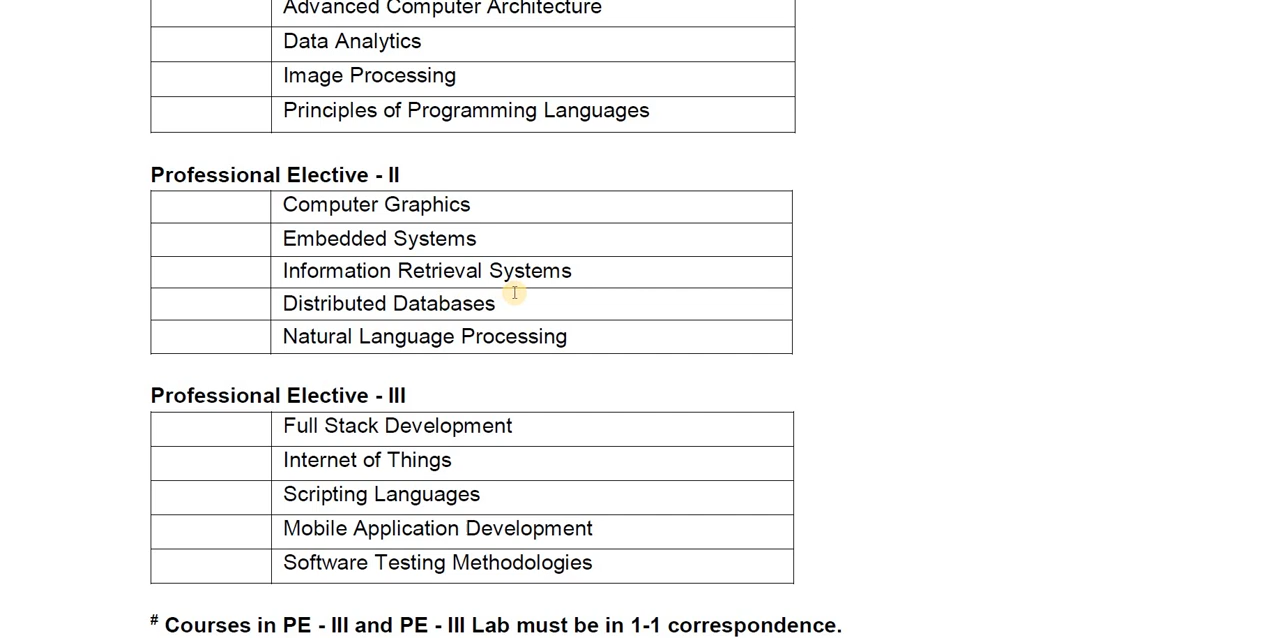 Advanced Computer Architecture
Data Analytics
Image Processing
Principles of Programming Languages
Professional Elective - II
Computer Graphics
Embedded Systems
Information Retrieval Systems
Distributed Databases
Natural Language Processing
Professional Elective - III
Full Stack Development
Internet of Things
Scripting Languages
Mobile Application Development
Software Testing Methodologies
# Courses in PE - III and PE - III Lab must be in 1-1 correspondence.